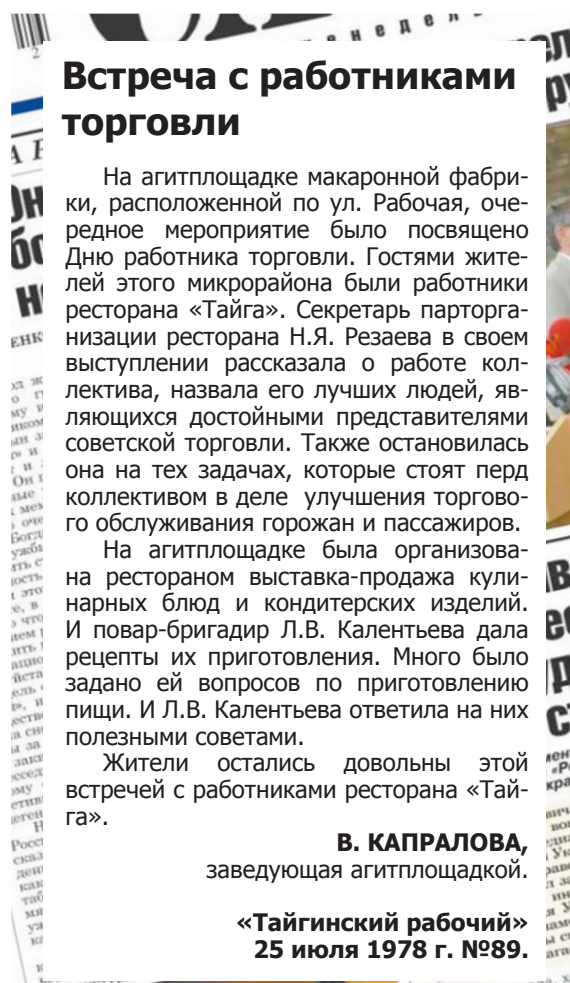 Встреча с работниками
торговли
На агитплощадке макаронной фабри-
ки, расположенной по ул. Рабочая, оче-
редное мероприятие было посвящено
Дню работника торговли. Гостями жите-
лей этого микрорайона были работники
ресторана «Тайга». Секретарь парторга-
низации ресторана Н.Я. Резаева в своем
выступлении рассказала о работе кол-
лектива, назвала его лучших людей, яв-
ляющихся достойными представителями
советской торговли. Также остановилась
она на тех задачах, которые стоят перд
коллективом в деле улучшения торгово-
го обслуживания горожан и пассажиров.
На агитплощадке была организова-
на рестораном выставка-продажа кули-
нарных блюд и кондитерских изделий.
И повар-бригадир Л.В. Калентьева дала
рецепты их приготовления. Много было
задано ей вопросов по приготовлению
пищи. И Л.В. Калентьева ответила на них
полезными советами.
Жители остались довольны этой
встречей с работниками ресторана «Тай-
га».
В. КАПРАЛОВА,
заведующая агитплощадкой.
«Тайгинский рабочий»
25 июля 1978 г. №89.